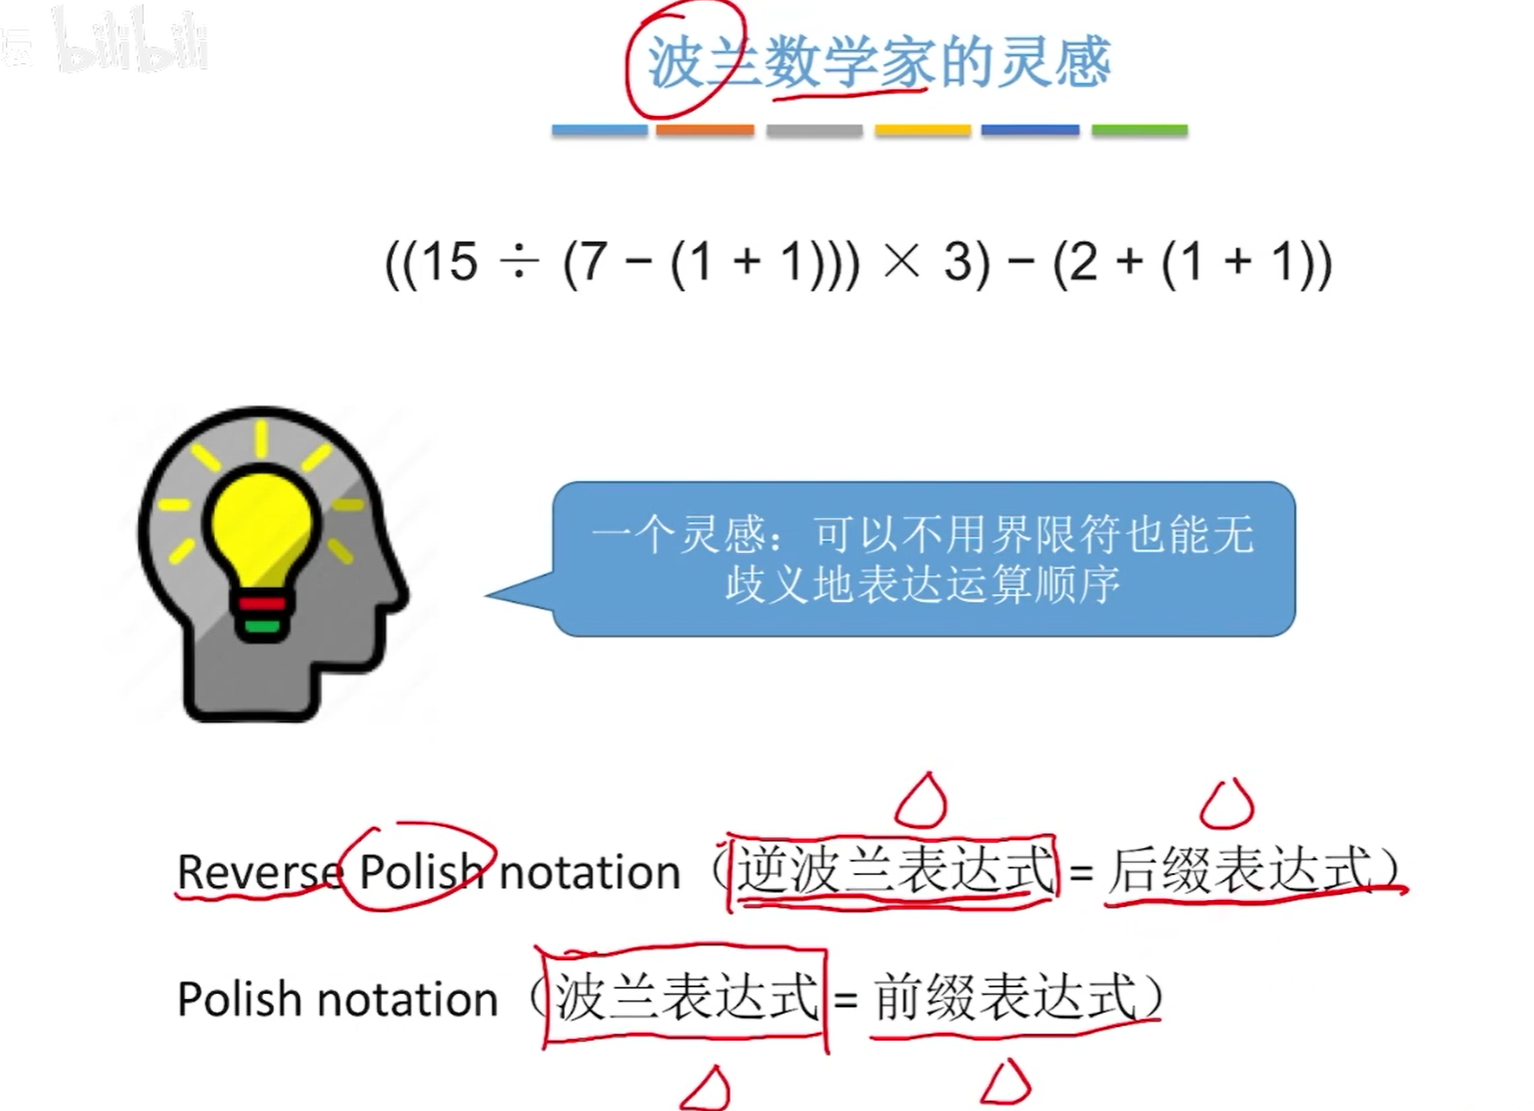 bilibili
波兰数学家的灵感
((15 ÷ (7 − (1 + 1))) × 3) − (2 + (1 + 1))
一个灵感：可以不用界限符也能无
歧义地表达运算顺序
Reverse Polish notation（逆波兰表达式 = 后缀表达式）
Polish notation（波兰表达式 = 前缀表达式）